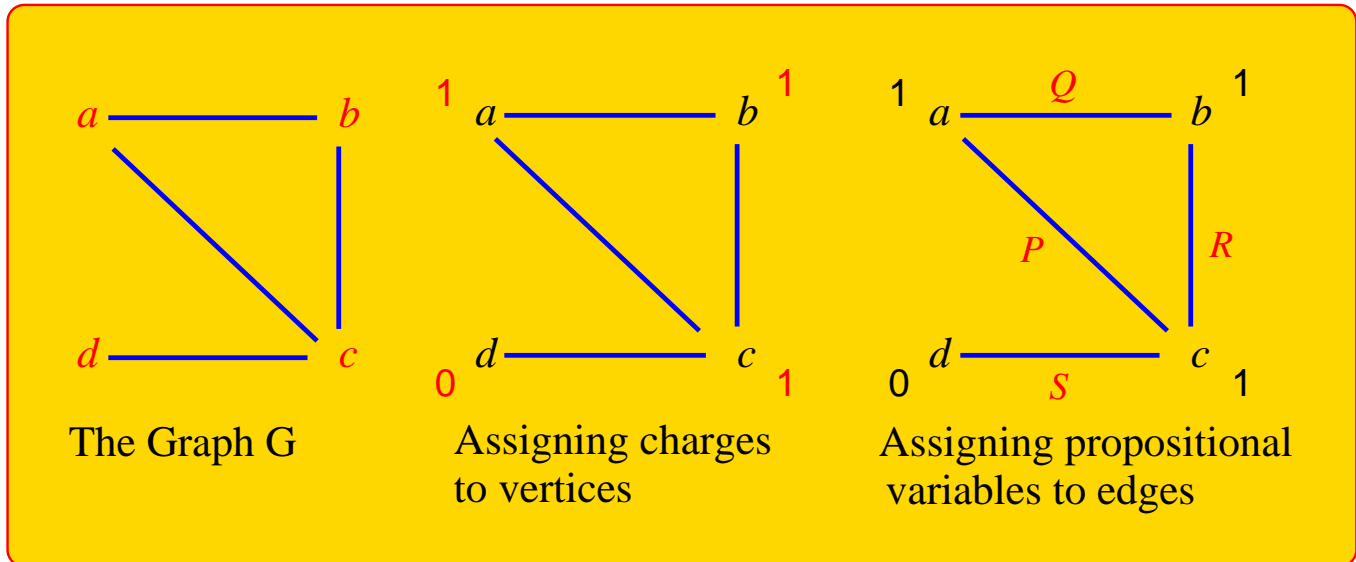 a b
d c
The Graph G
1 a b 1
d c
0 1
Assigning charges
to vertices
1 a Q b 1
P R
d c
0 S 1
Assigning propositional
variables to edges